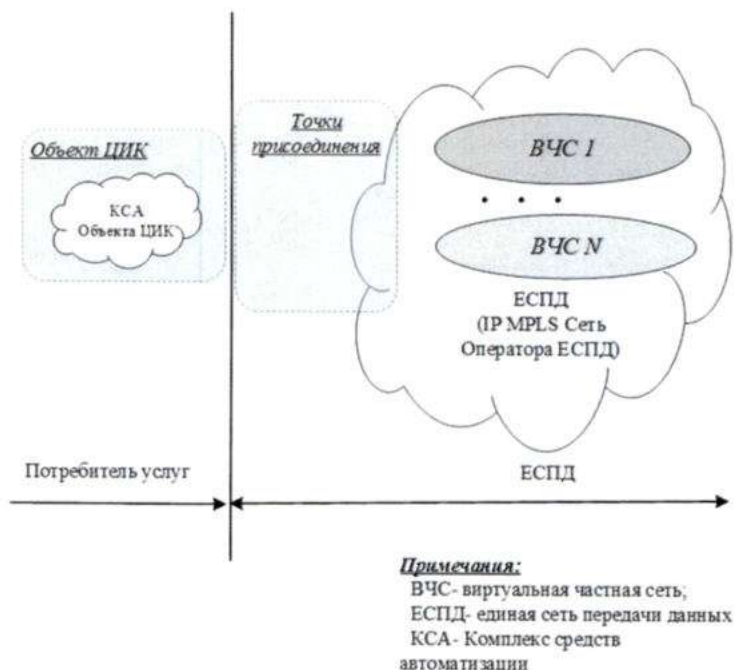 Объект ЦИК
КСА
Объекта ЦИК
Точки
присоединения
ВЧС 1
. . .
ВЧС N
ЕСПД
(IP MPLS Сеть
Оператора ЕСПД)
Потребитель услуг
ЕСПД
Примечания:
ВЧС- виртуальная частная сеть;
ЕСПД- единая сеть передачи данных
КСА- Комплекс средств
автоматизации